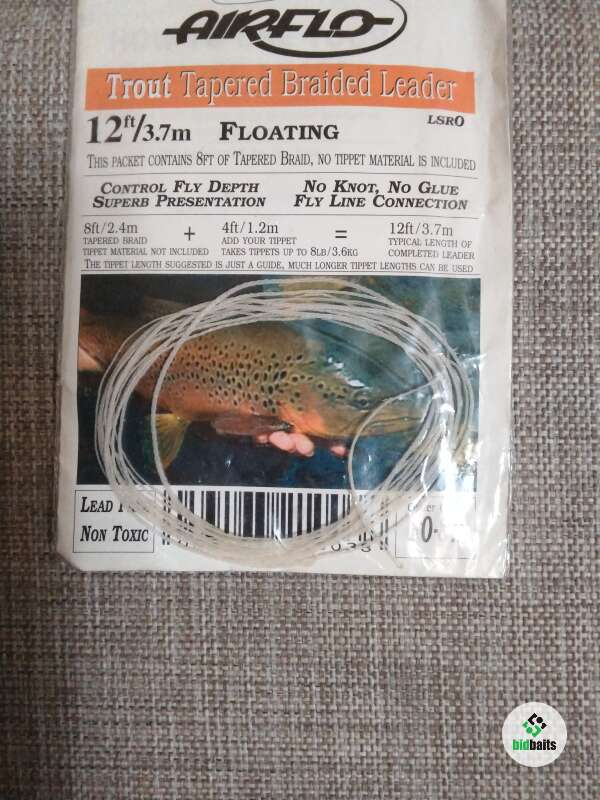 AIRFLO
Trout Tapered Braided Leader
12ft/3.7m FLOATING LSRO
THIS PACKET CONTAINS 8FT OF TAPERED BRAID, NO TIPPET MATERIAL IS INCLUDED
CONTROL FLY DEPTH NO KNOT, NO GLUE
SUPERB PRESENTATION FLY LINE CONNECTION
8ft/2.4m + 4ft/1.2m = 12ft/3.7m
TAPERED BRAID ADD YOUR TIPPET TYPICAL LENGTH OF
TIPPET MATERIAL NOT INCLUDED TAKES TIPPETS UP TO 8LB/3.6KG COMPLETED LEADER
THE TIPPET LENGTH SUGGESTED IS JUST A GUIDE, MUCH LONGER TIPPET LENGTHS CAN BE USED
LEAD
NON TOXIC
bidbaits